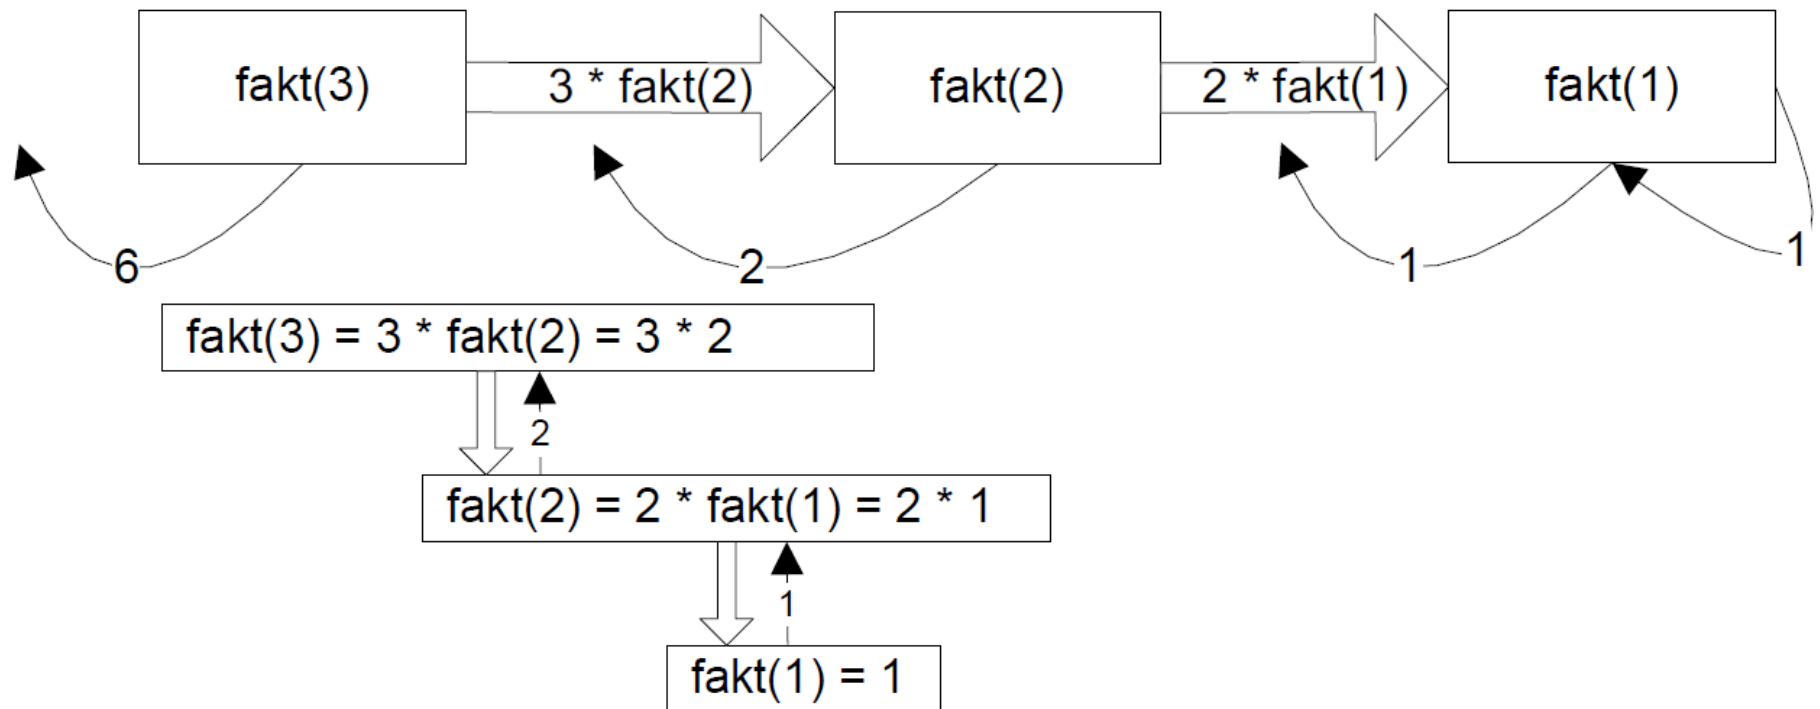 fakt(3)
3 * fakt(2)
fakt(2)
2 * fakt(1)
fakt(1)
6
2
1
1
fakt(3) = 3 * fakt(2) = 3 * 2
2
fakt(2) = 2 * fakt(1) = 2 * 1
1
fakt(1) = 1